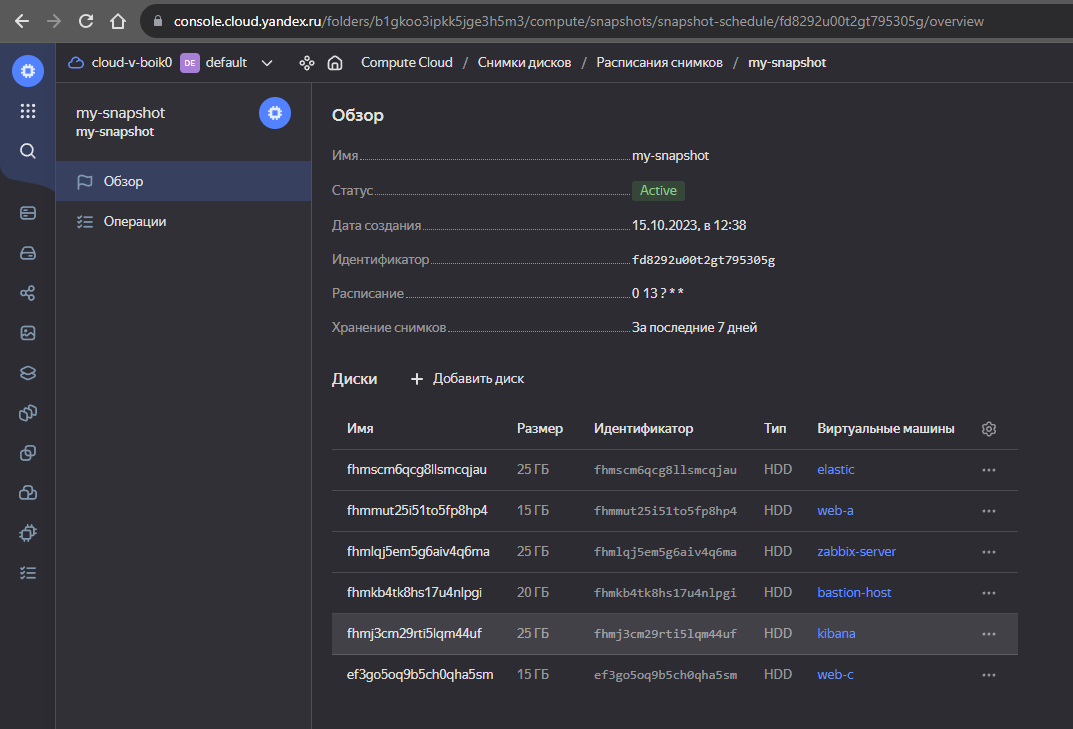 console.cloud.yandex.ru/folders/b1gkoo3ipkk5jge3h5m3/compute/snapshots/snapshot-schedule/fd8292u00t2gt795305g/overview
cloud-v-boik0 DE default Compute Cloud / Снимки дисков / Расписания снимков / my-snapshot
my-snapshot
my-snapshot
Обзор
Операции
Обзор
Имя my-snapshot
Статус Active
Дата создания 15.10.2023, в 12:38
Идентификатор fd8292u00t2gt795305g
Расписание 0 13 ? * *
Хранение снимков За последние 7 дней
Диски + Добавить диск
Имя Размер Идентификатор Тип Виртуальные машины
fhmscm6qcg8llsmcqjau 25 ГБ fhmscm6qcg8llsmcqjau HDD elastic
fhmmut25i51to5fp8hp4 15 ГБ fhmmut25i51to5fp8hp4 HDD web-a
fhmlqj5em5g6aiv4q6ma 25 ГБ fhmlqj5em5g6aiv4q6ma HDD zabbix-server
fhmkb4tk8hs17u4nlpgi 20 ГБ fhmkb4tk8hs17u4nlpgi HDD bastion-host
fhmj3cm29rti5lqm44uf 25 ГБ fhmj3cm29rti5lqm44uf HDD kibana
ef3go5oq9b5ch0qha5sm 15 ГБ ef3go5oq9b5ch0qha5sm HDD web-c